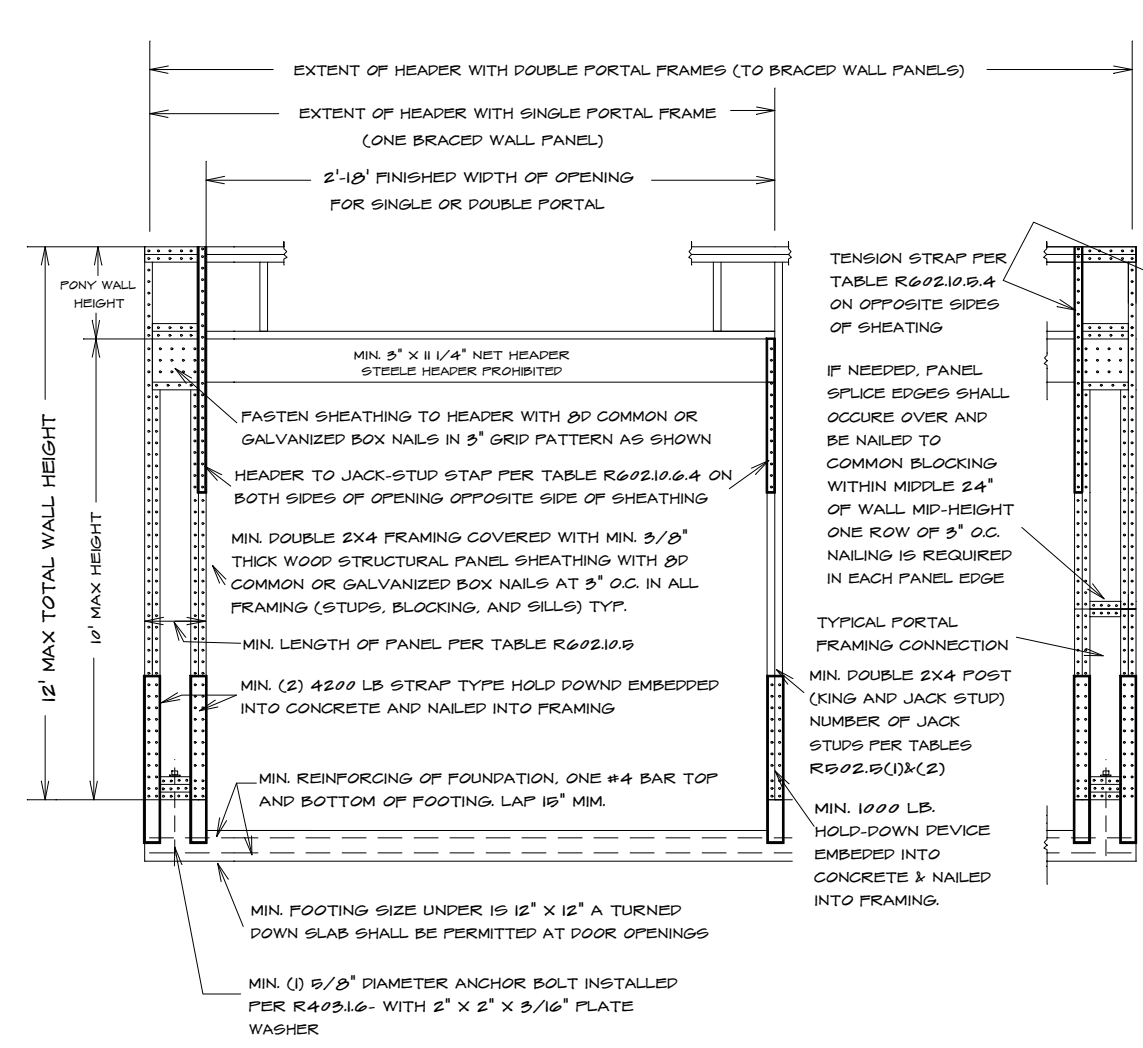 EXTENT OF HEADER WITH DOUBLE PORTAL FRAMES (TO BRACED WALL PANELS)
EXTENT OF HEADER WITH SINGLE PORTAL FRAME
(ONE BRACED WALL PANEL)
2'-18' FINISHED WIDTH OF OPENING
FOR SINGLE OR DOUBLE PORTAL
PONY WALL
HEIGHT
12' MAX TOTAL WALL HEIGHT
10' MAX HEIGHT
MIN. 3" X 11 1/4" NET HEADER
STEELE HEADER PROHIBITED
FASTEN SHEATHING TO HEADER WITH 8D COMMON OR
GALVANIZED BOX NAILS IN 3" GRID PATTERN AS SHOWN
HEADER TO JACK-STUD STAP PER TABLE R602.10.6.4 ON
BOTH SIDES OF OPENING OPPOSITE SIDE OF SHEATHING
MIN. DOUBLE 2X4 FRAMING COVERED WITH MIN. 3/8"
THICK WOOD STRUCTURAL PANEL SHEATHING WITH 8D
COMMON OR GALVANIZED BOX NAILS AT 3" O.C. IN ALL
FRAMING (STUDS, BLOCKING, AND SILLS) TYP.
MIN. LENGTH OF PANEL PER TABLE R602.10.5
MIN. (2) 4200 LB STRAP TYPE HOLD DOWND EMBEDDED
INTO CONCRETE AND NAILED INTO FRAMING
MIN. REINFORCING OF FOUNDATION, ONE #4 BAR TOP
AND BOTTOM OF FOOTING. LAP 15" MIM.
MIN. FOOTING SIZE UNDER IS 12" X 12" A TURNED
DOWN SLAB SHALL BE PERMITTED AT DOOR OPENINGS
MIN. (1) 5/8" DIAMETER ANCHOR BOLT INSTALLED
PER R403.1.6- WITH 2" X 2" X 3/16" PLATE
WASHER
TENSION STRAP PER
TABLE R602.10.5.4
ON OPPOSITE SIDES
OF SHEATING
IF NEEDED, PANEL
SPLICE EDGES SHALL
OCCURE OVER AND
BE NAILED TO
COMMON BLOCKING
WITHIN MIDDLE 24"
OF WALL MID-HEIGHT
ONE ROW OF 3" O.C.
NAILING IS REQUIRED
IN EACH PANEL EDGE
TYPICAL PORTAL
FRAMING CONNECTION
MIN. DOUBLE 2X4 POST
(KING AND JACK STUD)
NUMBER OF JACK
STUDS PER TABLES
R502.5(1)&(2)
MIN. 1000 LB.
HOLD-DOWN DEVICE
EMBEDED INTO
CONCRETE & NAILED
INTO FRAMING.